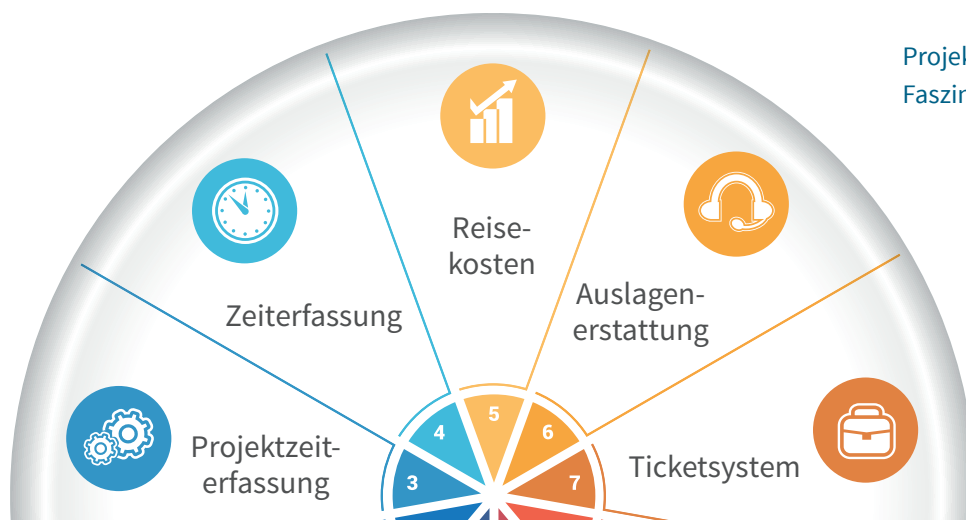 Reise-
kosten
Zeiterfassung
Auslagen-
erstattung
Projektzeit-
erfassung
Ticketsystem
3
4
5
6
7